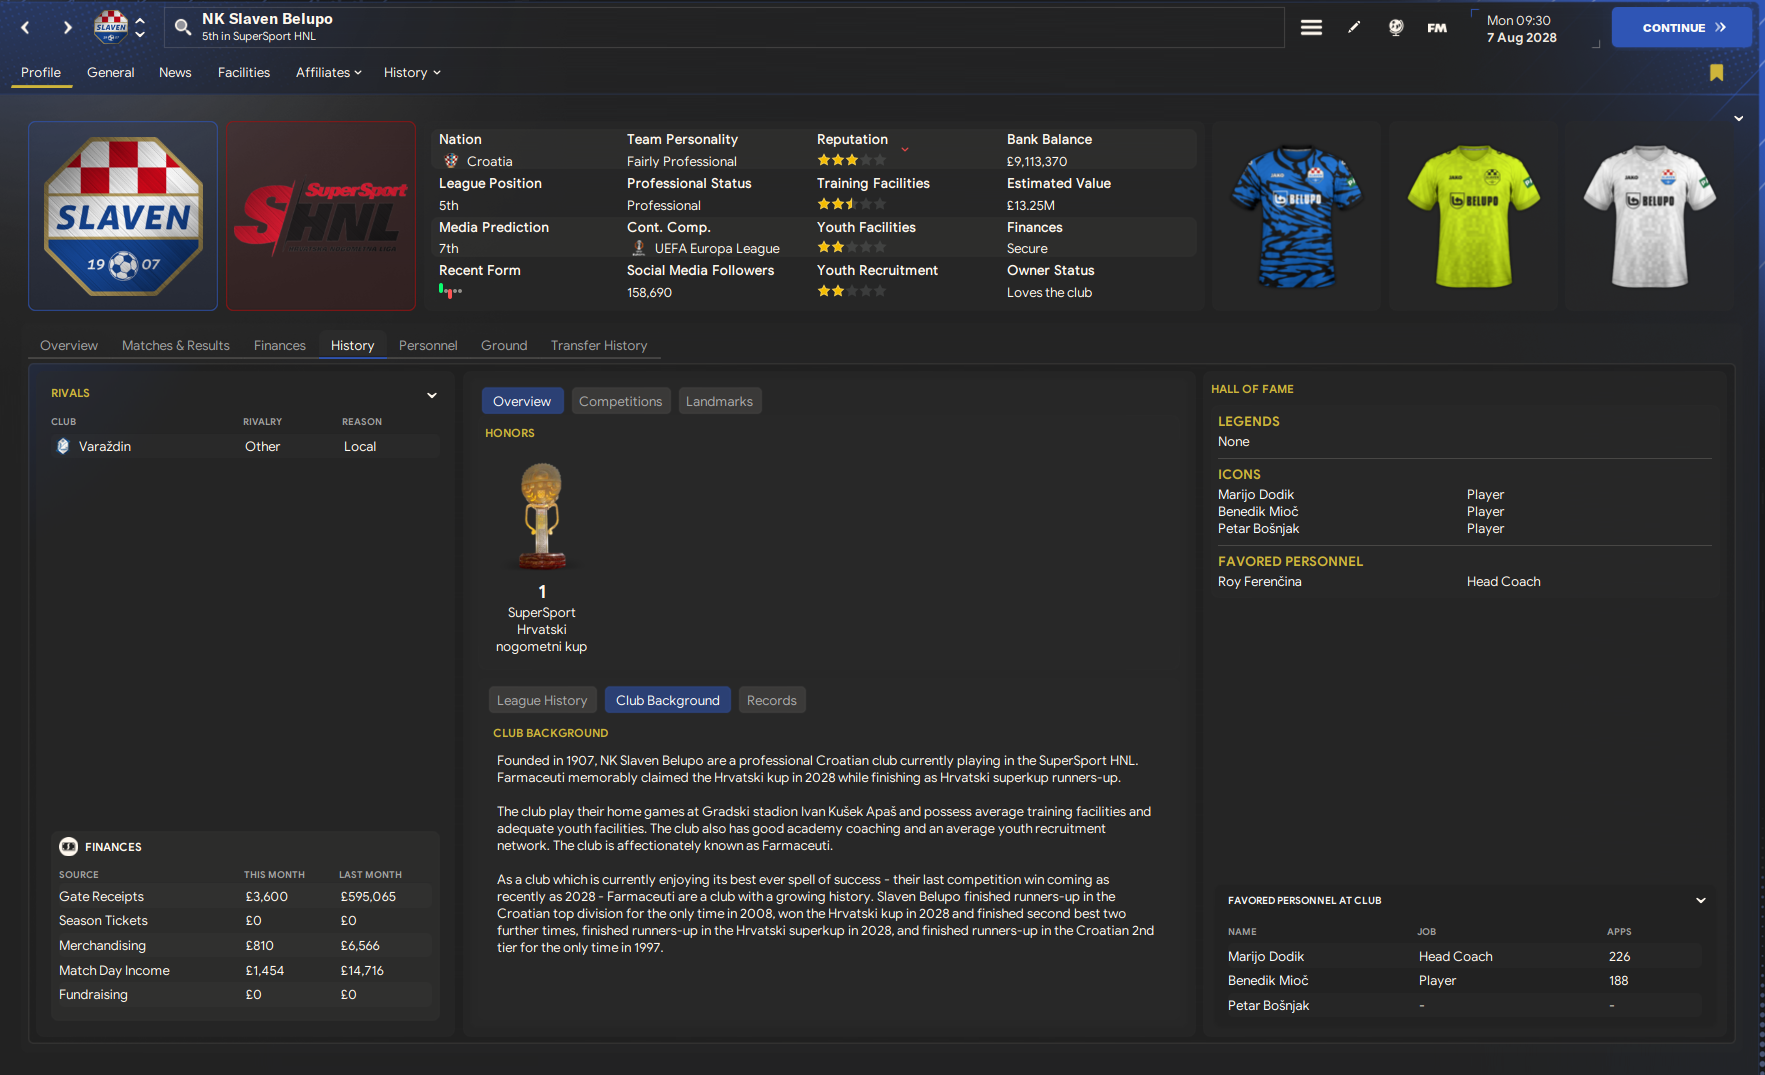 NK Slaven Belupo
5th in SuperSport HNL
FM
Mon 09:30
7 Aug 2028
CONTINUE
Profile
General
News
Facilities
Affiliates
History
SLAVEN
19 07
SuperSport
HNL
Nation
Croatia
League Position
5th
Media Prediction
7th
Recent Form
Team Personality
Fairly Professional
Professional Status
Professional
Cont. Comp.
UEFA Europa League
Social Media Followers
158,690
Reputation
Training Facilities
Youth Facilities
Youth Recruitment
Bank Balance
£9,113,370
Estimated Value
£13.25M
Finances
Secure
Owner Status
Loves the club
JAKO
BELUPO
JAKO
BELUPO
JAKO
BELUPO
Overview
Matches & Results
Finances
History
Personnel
Ground
Transfer History
RIVALS
CLUB RIVALRY REASON
Varaždin Other Local
FINANCES
SOURCE THIS MONTH LAST MONTH
Gate Receipts £3,600 £595,065
Season Tickets £0 £0
Merchandising £810 £6,566
Match Day Income £1,454 £14,716
Fundraising £0 £0
Overview
Competitions
Landmarks
HONORS
1
SuperSport
Hrvatski
nogometni kup
League History
Club Background
Records
CLUB BACKGROUND
Founded in 1907, NK Slaven Belupo are a professional Croatian club currently playing in the SuperSport HNL.
Farmaceuti memorably claimed the Hrvatski kup in 2028 while finishing as Hrvatski superkup runners-up.
The club play their home games at Gradski stadion Ivan Kušek Apaš and possess average training facilities and
adequate youth facilities. The club also has good academy coaching and an average youth recruitment
network. The club is affectionately known as Farmaceuti.
As a club which is currently enjoying its best ever spell of success - their last competition win coming as
recently as 2028 - Farmaceuti are a club with a growing history. Slaven Belupo finished runners-up in the
Croatian top division for the only time in 2008, won the Hrvatski kup in 2028 and finished second best two
further times, finished runners-up in the Hrvatski superkup in 2028, and finished runners-up in the Croatian 2nd
tier for the only time in 1997.
HALL OF FAME
LEGENDS
None
ICONS
Marijo Dodik Player
Benedik Mioč Player
Petar Bošnjak Player
FAVORED PERSONNEL
Roy Ferenčina Head Coach
FAVORED PERSONNEL AT CLUB
NAME JOB APPS
Marijo Dodik Head Coach 226
Benedik Mioč Player 188
Petar Bošnjak - -